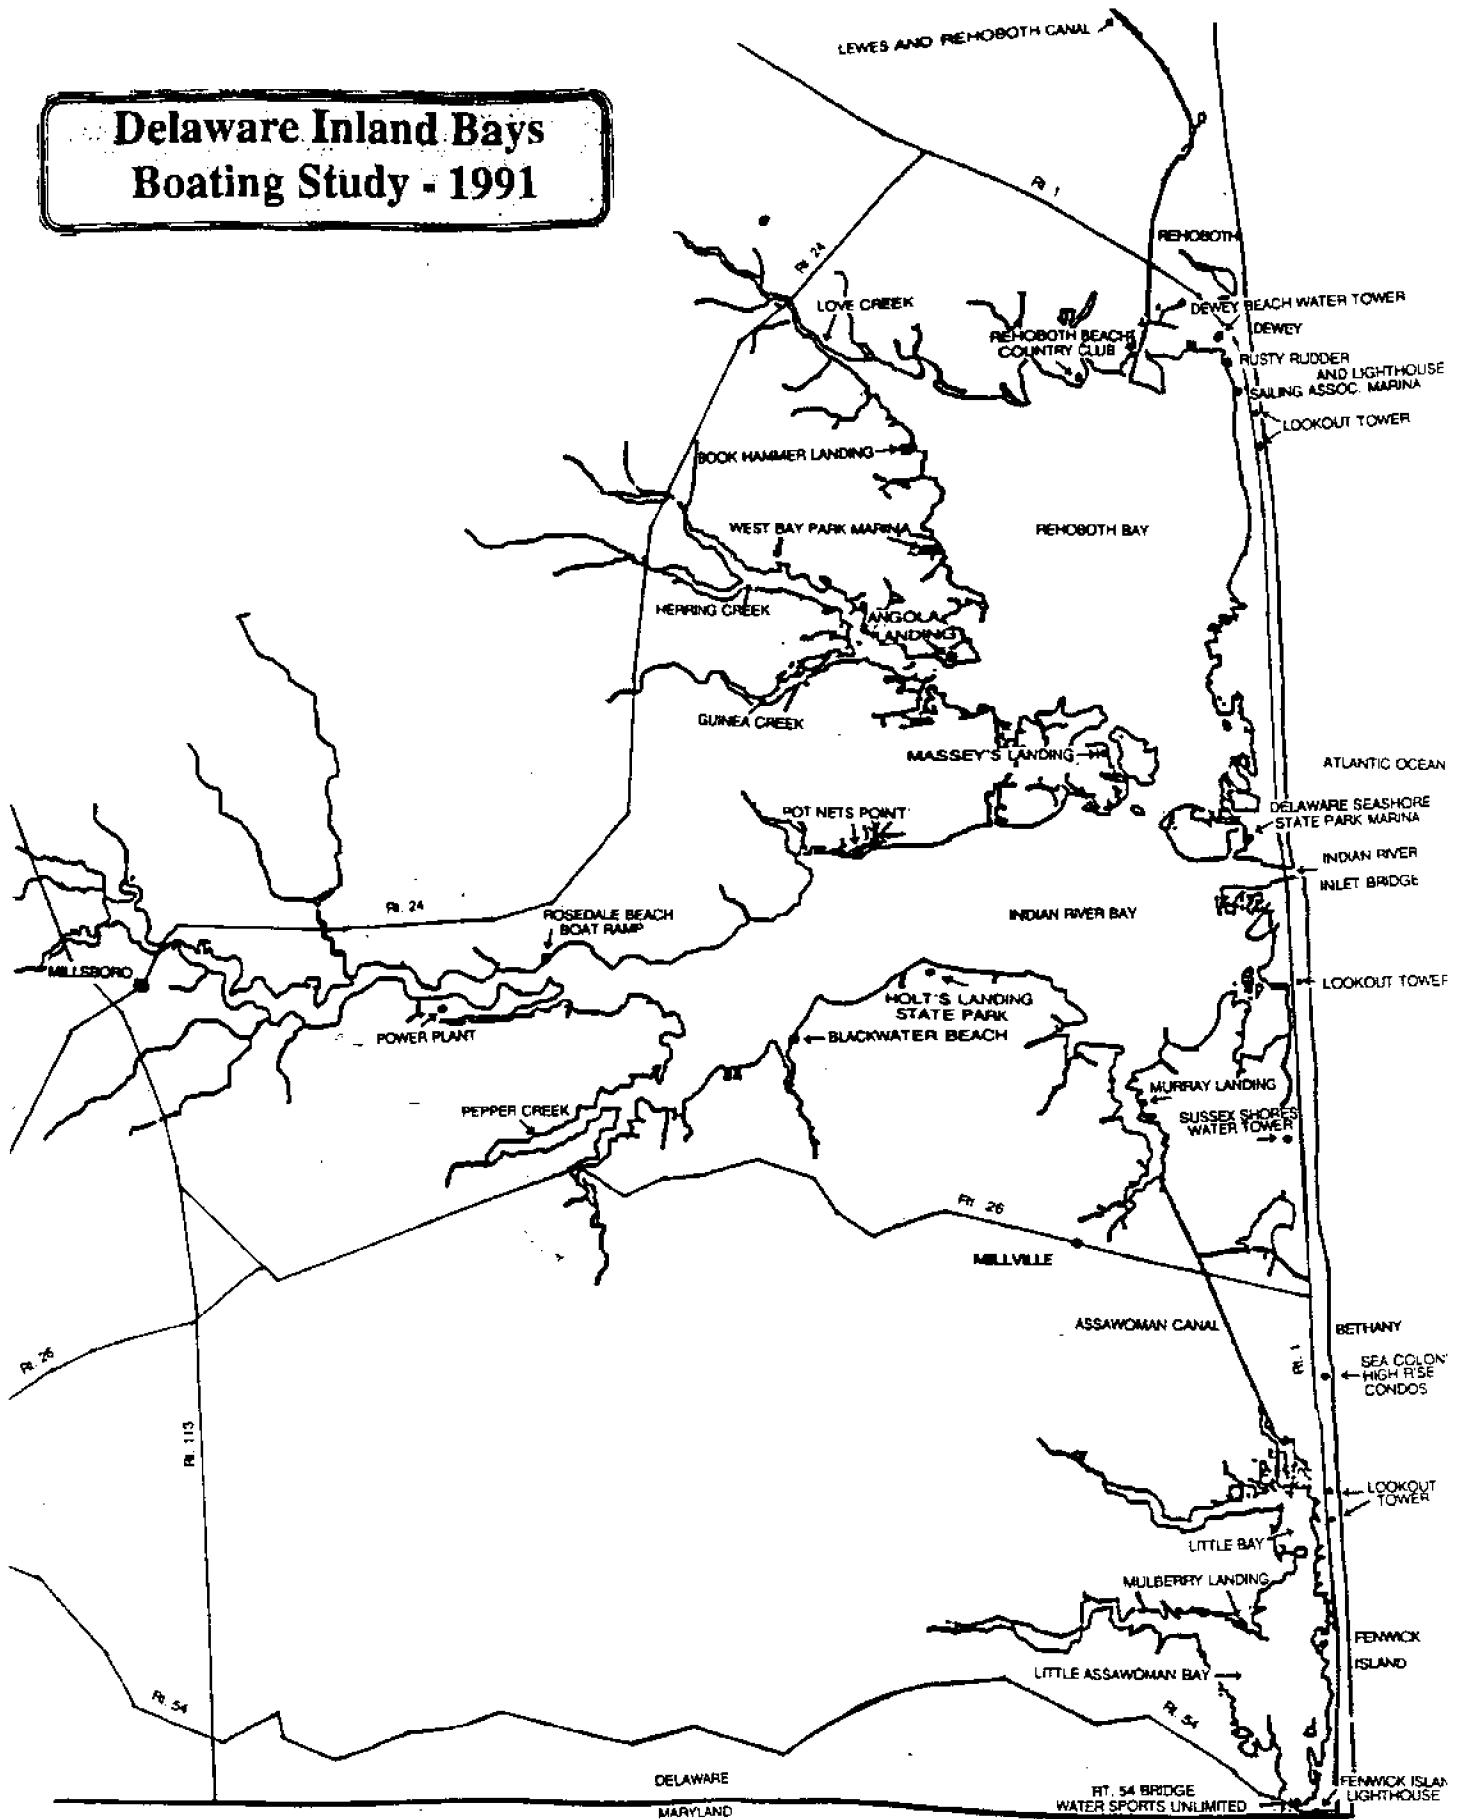 LEWES AND REHOBOTH CANAL
Delaware Inland Bays
Boating Study - 1991
Rt. 1
REHOBOTH
Rt. 24
LOVE CREEK
DEWEY BEACH WATER TOWER
DEWEY
REHOBOTH BEACH
COUNTRY CLUB
RUSTY RUDDER
AND LIGHTHOUSE
SAILING ASSOC. MARINA
LOOKOUT TOWER
BOOK HAMMER LANDING
WEST BAY PARK MARINA
REHOBOTH BAY
HERRING CREEK
ANGOLA
LANDING
GUINEA CREEK
MASSEY'S LANDING
ATLANTIC OCEAN
POT NETS POINT
DELAWARE SEASHORE
STATE PARK MARINA
INDIAN RIVER
INLET BRIDGE
Rt. 24
ROSEDALE BEACH
BOAT RAMP
INDIAN RIVER BAY
MILLSBORO
LOOKOUT TOWER
HOLT'S LANDING
STATE PARK
POWER PLANT
BLACKWATER BEACH
MURRAY LANDING
PEPPER CREEK
SUSSEX SHORES
WATER TOWER
Rt. 26
MILLVILLE
ASSAWOMAN CANAL
BETHANY
Rt. 1
Rt. 26
SEA COLON
HIGH RISE
CONDOS
Rt. 113
LOOKOUT
TOWER
LITTLE BAY
MULBERRY LANDING
FENWICK
ISLAND
LITTLE ASSAWOMAN BAY
Rt. 54
Rt. 54
DELAWARE
MARYLAND
RT. 54 BRIDGE
WATER SPORTS UNLIMITED
FENWICK ISLAN
LIGHTHOUSE